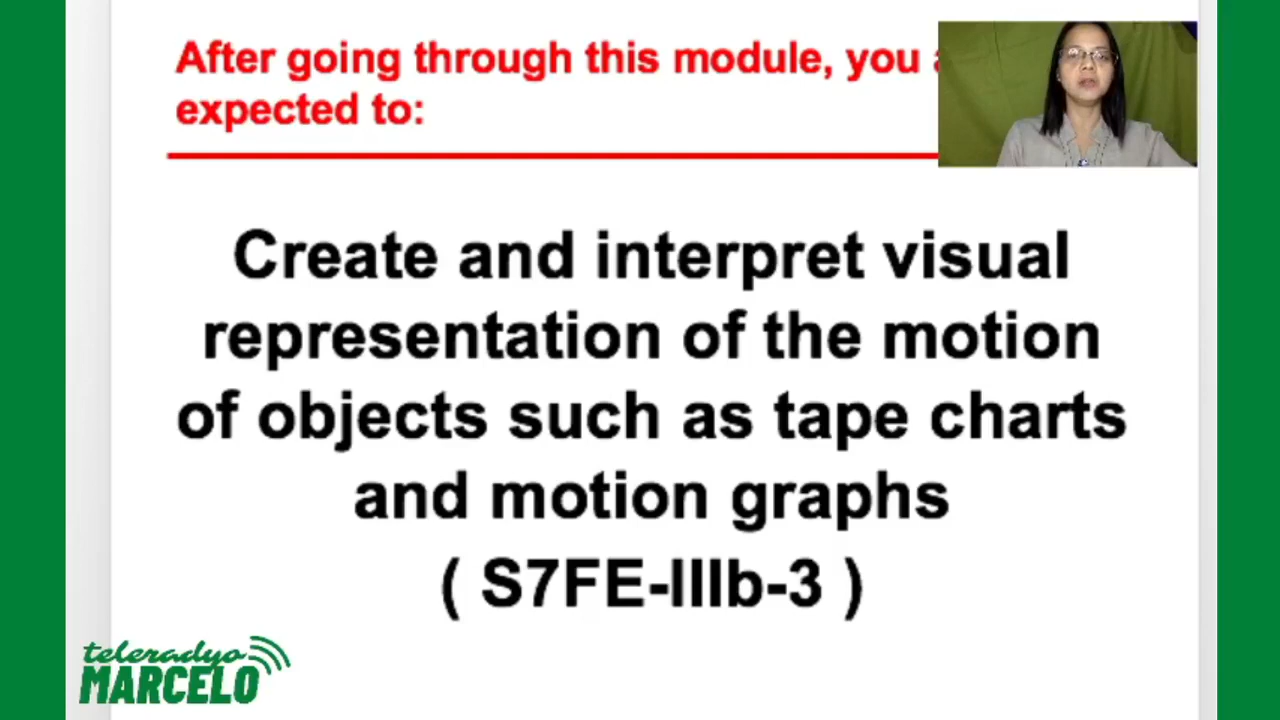 After going through this module, you
expected to:
Create and interpret visual
representation of the motion
of objects such as tape charts
and motion graphs
( S7FE-IIIb-3 )
teleradyo
MARCELO